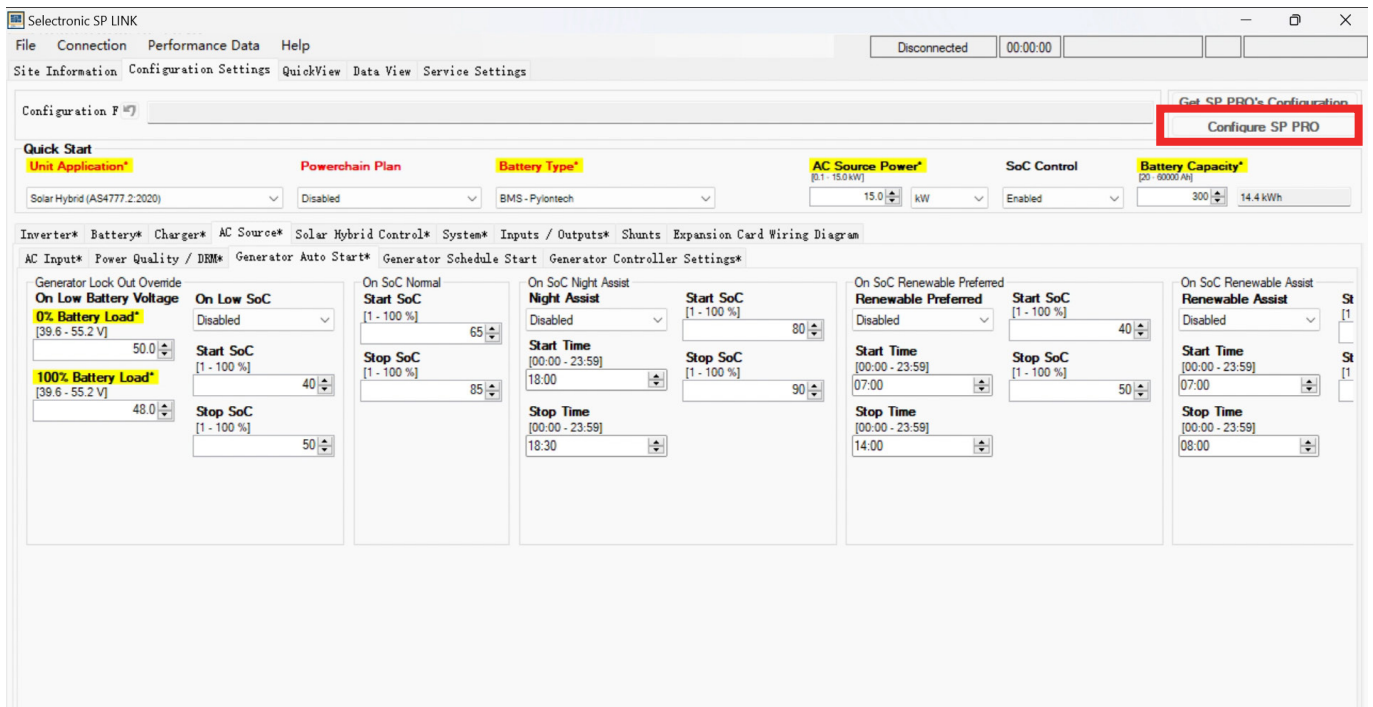 Selectronic SP LINK
File Connection Performance Data Help
Disconnected 00:00:00
Site Information Configuration Settings QuickView Data View Service Settings
Configuration F
Get SP PRO's Configuration
Configure SP PRO
Quick Start
Unit Application* Powerchain Plan Battery Type* AC Source Power* SoC Control Battery Capacity*
[0.1 - 15.0 kW] [20 - 60000 Ah]
Solar Hybrid (AS4777.2:2020) Disabled BMS - Pylontech 15.0 kW Enabled 300 14.4 kWh
Inverter* Battery* Charger* AC Source* Solar Hybrid Control* System* Inputs / Outputs* Shunts Expansion Card Wiring Diagram
AC Input* Power Quality / DRM* Generator Auto Start* Generator Schedule Start Generator Controller Settings*
Generator Lock Out Override
On Low Battery Voltage
0% Battery Load*
[39.6 - 55.2 V]
50.0
100% Battery Load*
[39.6 - 55.2 V]
48.0
On Low SoC
Disabled
Start SoC
[1 - 100 %]
40
Stop SoC
[1 - 100 %]
50
On SoC Normal
Start SoC
[1 - 100 %]
65
Stop SoC
[1 - 100 %]
85
On SoC Night Assist
Night Assist
Disabled
Start Time
[00:00 - 23:59]
18:00
Stop Time
[00:00 - 23:59]
18:30
Start SoC
[1 - 100 %]
80
Stop SoC
[1 - 100 %]
90
On SoC Renewable Preferred
Renewable Preferred
Disabled
Start Time
[00:00 - 23:59]
07:00
Stop Time
[00:00 - 23:59]
14:00
Start SoC
[1 - 100 %]
40
Stop SoC
[1 - 100 %]
50
On SoC Renewable Assist
Renewable Assist
Disabled
Start Time
[00:00 - 23:59]
07:00
Stop Time
[00:00 - 23:59]
08:00
St
[1
St
[1